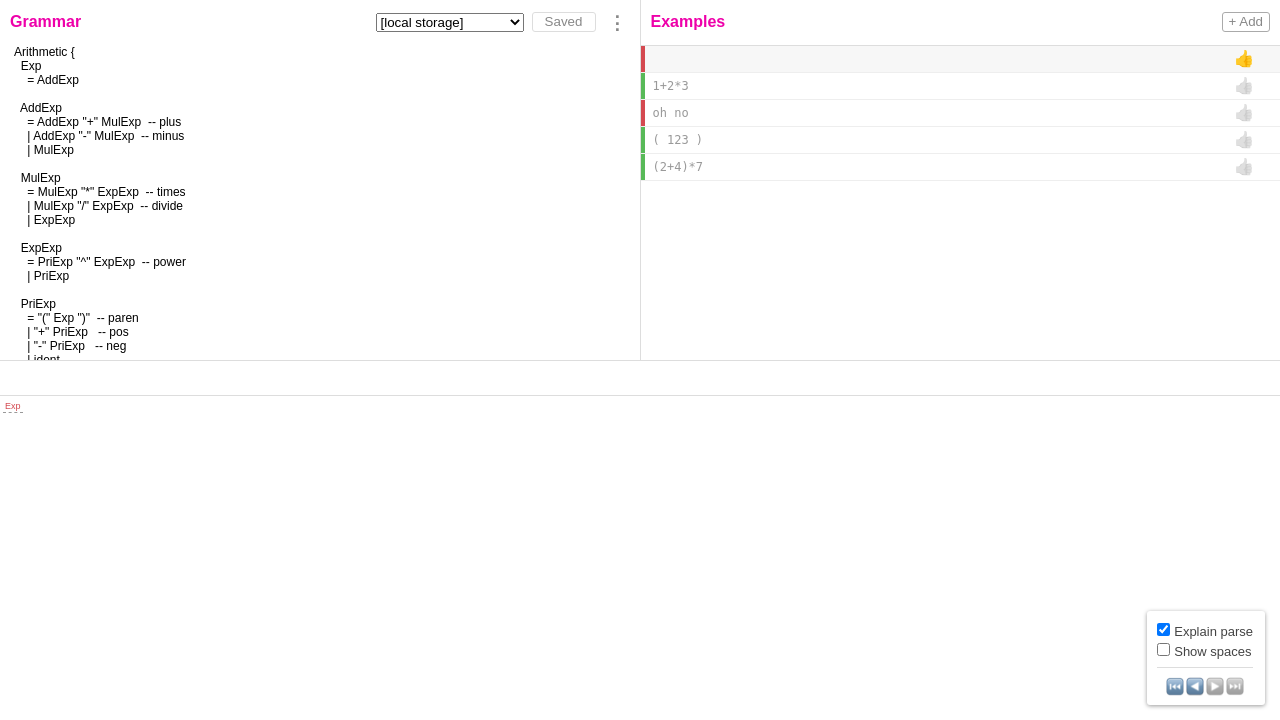 Grammar
[local storage]
Saved
Arithmetic {
Exp
= AddExp
AddExp
= AddExp "+" MulExp -- plus
| AddExp "-" MulExp -- minus
| MulExp
MulExp
= MulExp "*" ExpExp -- times
| MulExp "/" ExpExp -- divide
| ExpExp
ExpExp
= PriExp "^" ExpExp -- power
| PriExp
PriExp
= "(" Exp ")" -- paren
| "+" PriExp -- pos
| "-" PriExp -- neg
| ident
Examples
+ Add
1+2*3
oh no
( 123 )
(2+4)*7
Exp
Explain parse
Show spaces